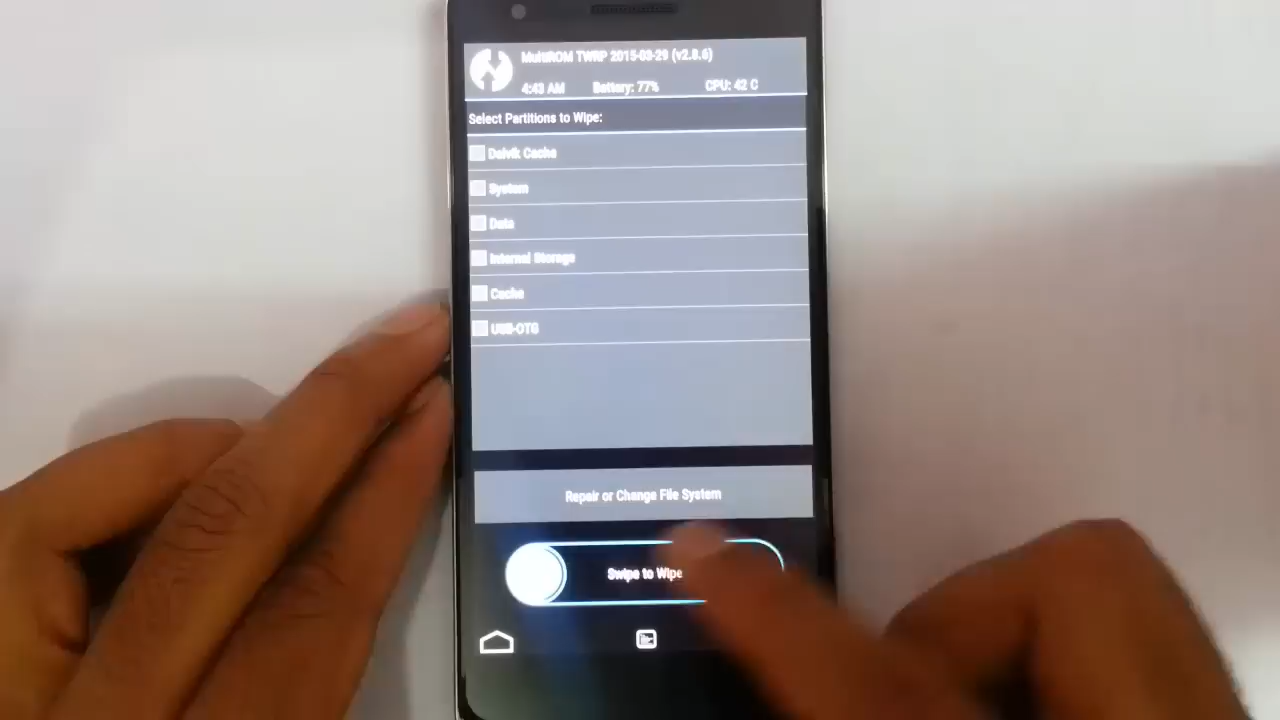 MultiROM TWRP 2015-03-29 (v2.8.6)
4:43 AM Battery: 77% CPU: 42 C
Select Partitions to Wipe:
Dalvik Cache
System
Data
Internal Storage
Cache
USB-OTG
Repair or Change File System
Swipe to Wipe